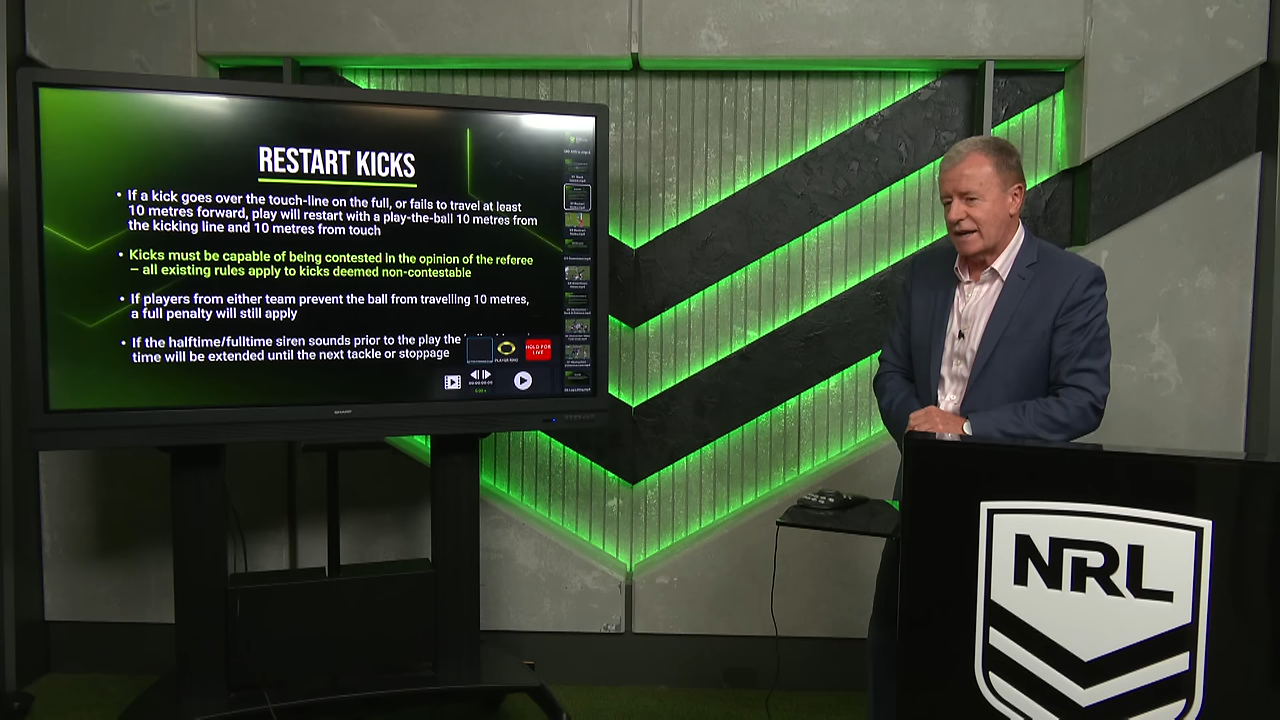 RESTART KICKS
• If a kick goes over the touch-line on the full, or fails to travel at least
10 metres forward, play will restart with a play-the-ball 10 metres from
the kicking line and 10 metres from touch
• Kicks must be capable of being contested in the opinion of the referee
– all existing rules apply to kicks deemed non-contestable
• If players from either team prevent the ball from travelling 10 metres,
a full penalty will still apply
• If the halftime/fulltime siren sounds prior to the play the
time will be extended until the next tackle or stoppage
PLAYER RING
HOLD FOR
LIVE
SHARP
NRL